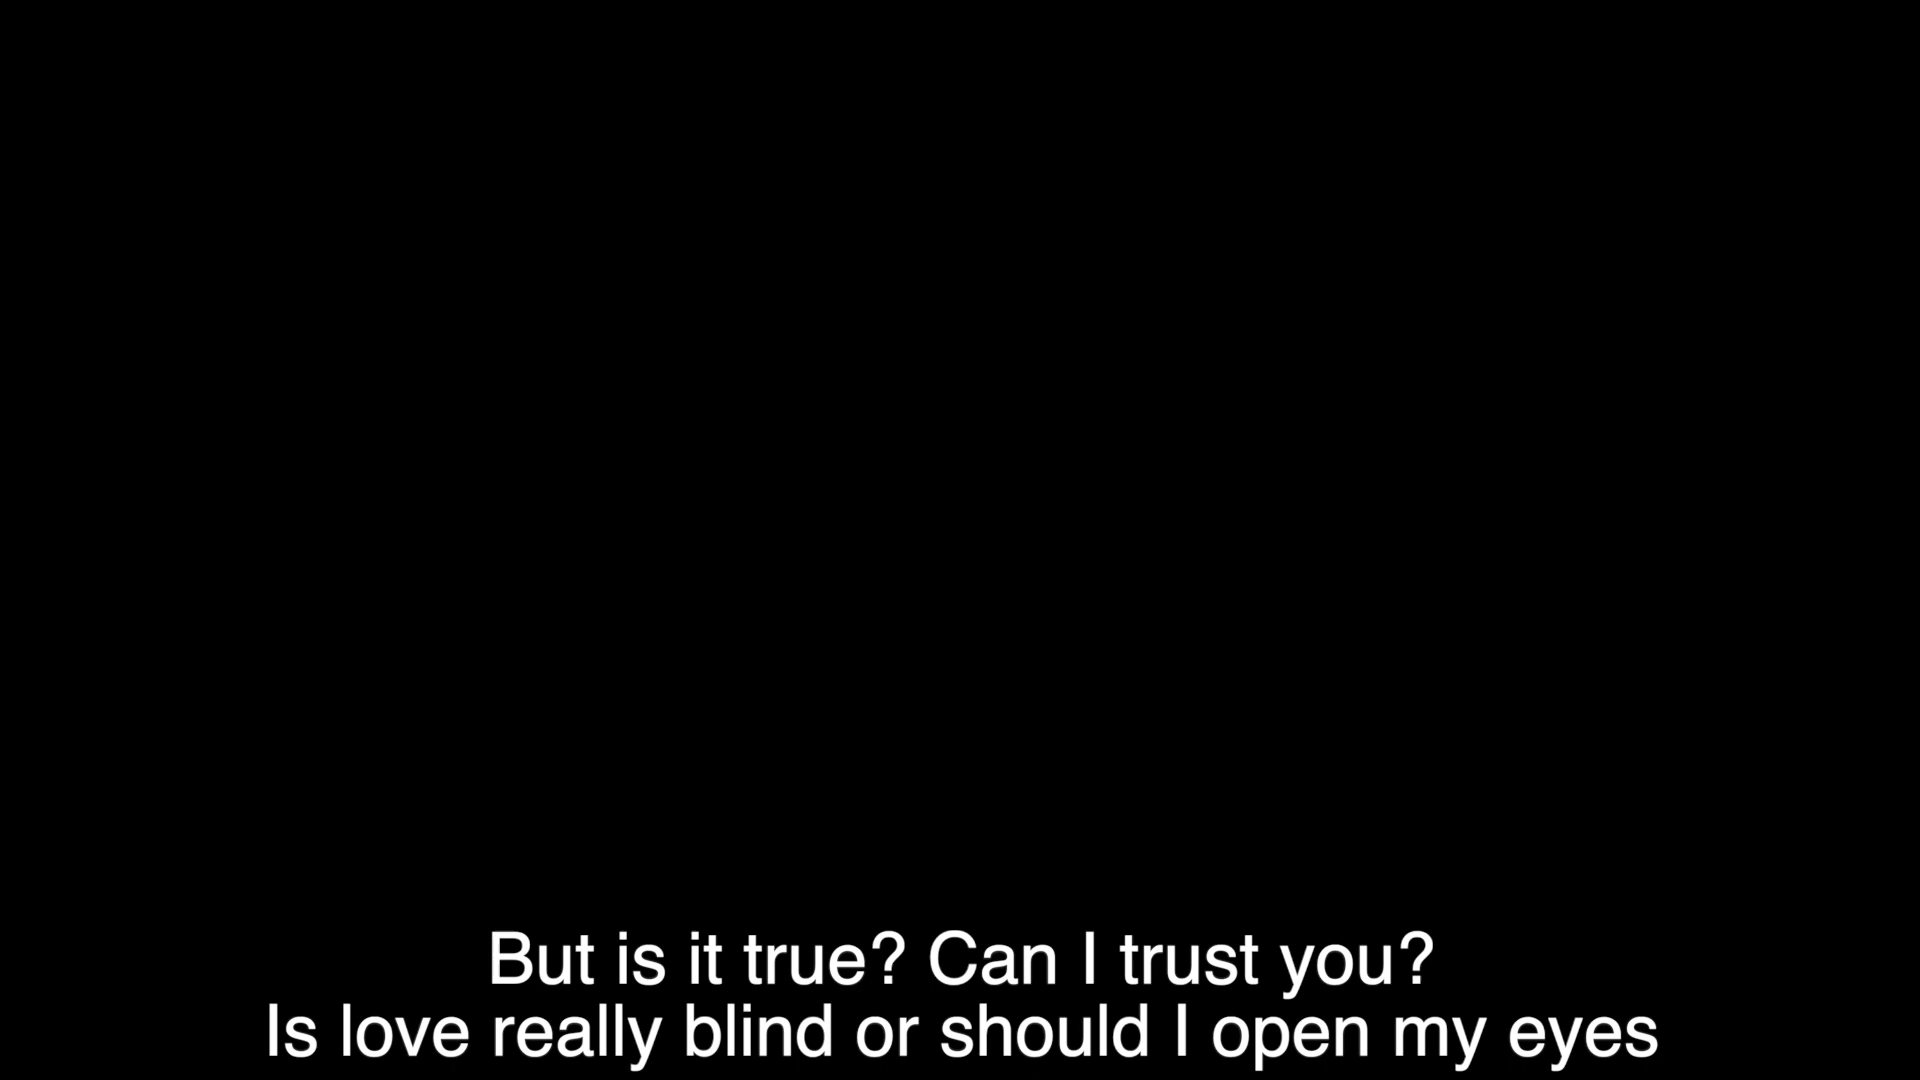 But is it true? Can I trust you?
Is love really blind or should I open my eyes